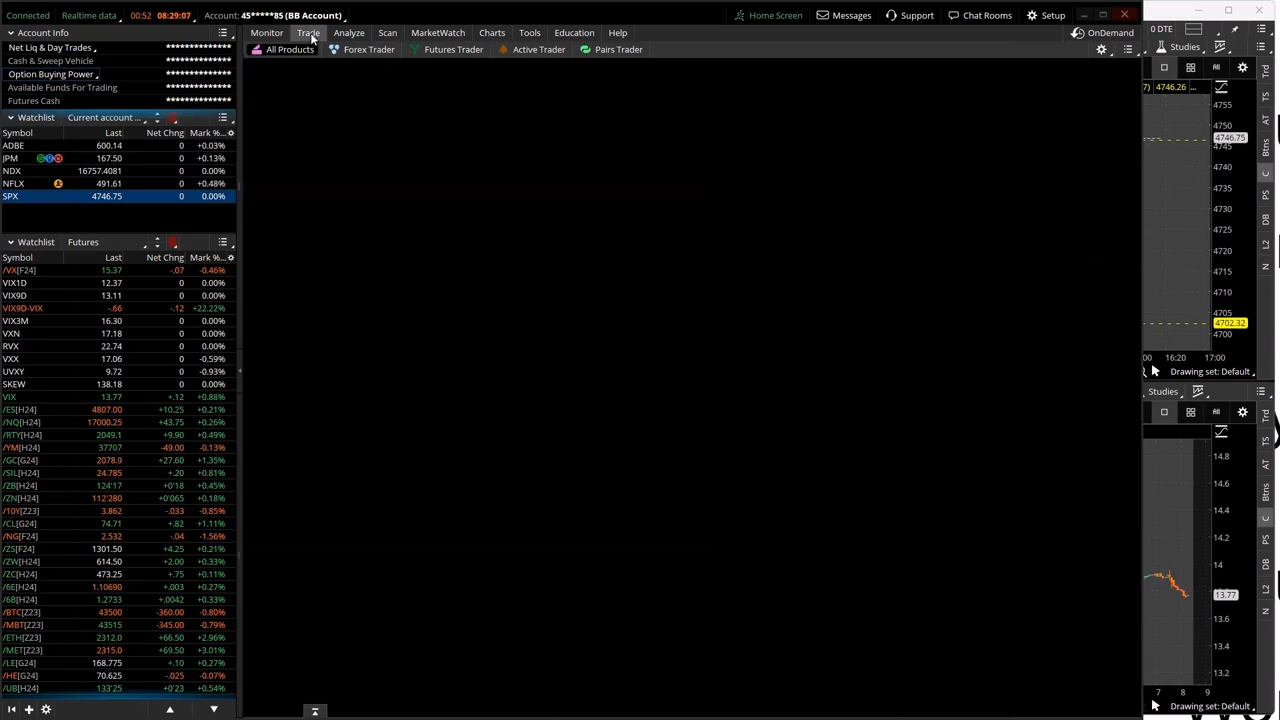 Connected Realtime data 00:52 08:29:07 Account: 45*****85 (BB Account) Home Screen Messages Support Chat Rooms Setup
Account Info
Monitor Trade Analyze Scan MarketWatch Charts Tools Education Help OnDemand
0 DTE
Net Liq & Day Trades **************
All Products Forex Trader Futures Trader Active Trader Pairs Trader
Studies
Cash & Sweep Vehicle **************
Option Buying Power **************
Available Funds For Trading **************
Futures Cash **************
Watchlist Current account ...
Symbol Last Net Chng Mark %...
ADBE 600.14 0 +0.03%
JPM 167.50 0 +0.13%
NDX 16757.4081 0 0.00%
NFLX 491.61 0 +0.48%
SPX 4746.75 0 0.00%
Watchlist Futures
Symbol Last Net Chng Mark %...
/VX[F24] 15.37 -.07 -0.46%
VIX1D 12.37 0 0.00%
VIX9D 13.11 0 0.00%
VIX9D-VIX -.66 -.12 +22.22%
VIX3M 16.30 0 0.00%
VXN 17.18 0 0.00%
RVX 22.74 0 0.00%
VXX 17.06 0 -0.59%
UVXY 9.72 0 -0.93%
SKEW 138.18 0 0.00%
VIX 13.77 +.12 +0.88%
/ES[H24] 4807.00 +10.25 +0.21%
/NQ[H24] 17000.25 +43.75 +0.26%
/RTY[H24] 2049.1 +9.90 +0.49%
/YM[H24] 37707 -49.00 -0.13%
/GC[G24] 2078.9 +27.60 +1.35%
/SIL[H24] 24.785 +.20 +0.81%
/ZB[H24] 124'17 +0'18 +0.45%
/ZN[H24] 112'280 +0'065 +0.18%
/10Y[Z23] 3.862 -.033 -0.85%
/CL[G24] 74.71 +.82 +1.11%
/NG[F24] 2.532 -.04 -1.56%
/ZS[F24] 1301.50 +4.25 +0.21%
/ZW[H24] 614.50 +2.00 +0.33%
/ZC[H24] 473.25 +.75 +0.11%
/6E[H24] 1.10690 +.003 +0.27%
/6B[H24] 1.2733 +.0042 +0.33%
/BTC[Z23] 43500 -360.00 -0.80%
/MBT[Z23] 43515 -345.00 -0.79%
/ETH[Z23] 2312.0 +66.50 +2.96%
/MET[Z23] 2315.0 +69.50 +3.01%
/LE[G24] 168.775 +.10 +0.27%
/HE[G24] 70.625 -.025 -0.07%
/UB[H24] 133'25 +0'23 +0.54%
All
7) 4746.26 ...
4755
4750
4746.75
4745
4740
4735
4730
4725
4720
4715
4710
4705
4702.32
4700
:00 16:20 17:00
Drawing set: Default
Trd
TS
AT
Btns
C
PS
DB
L2
N
Studies
All
14.8
14.6
14.4
14.2
14
13.77
13.6
13.4
13.2
7 8 9
Drawing set: Default
Trd
TS
AT
Btns
C
PS
DB
L2
N